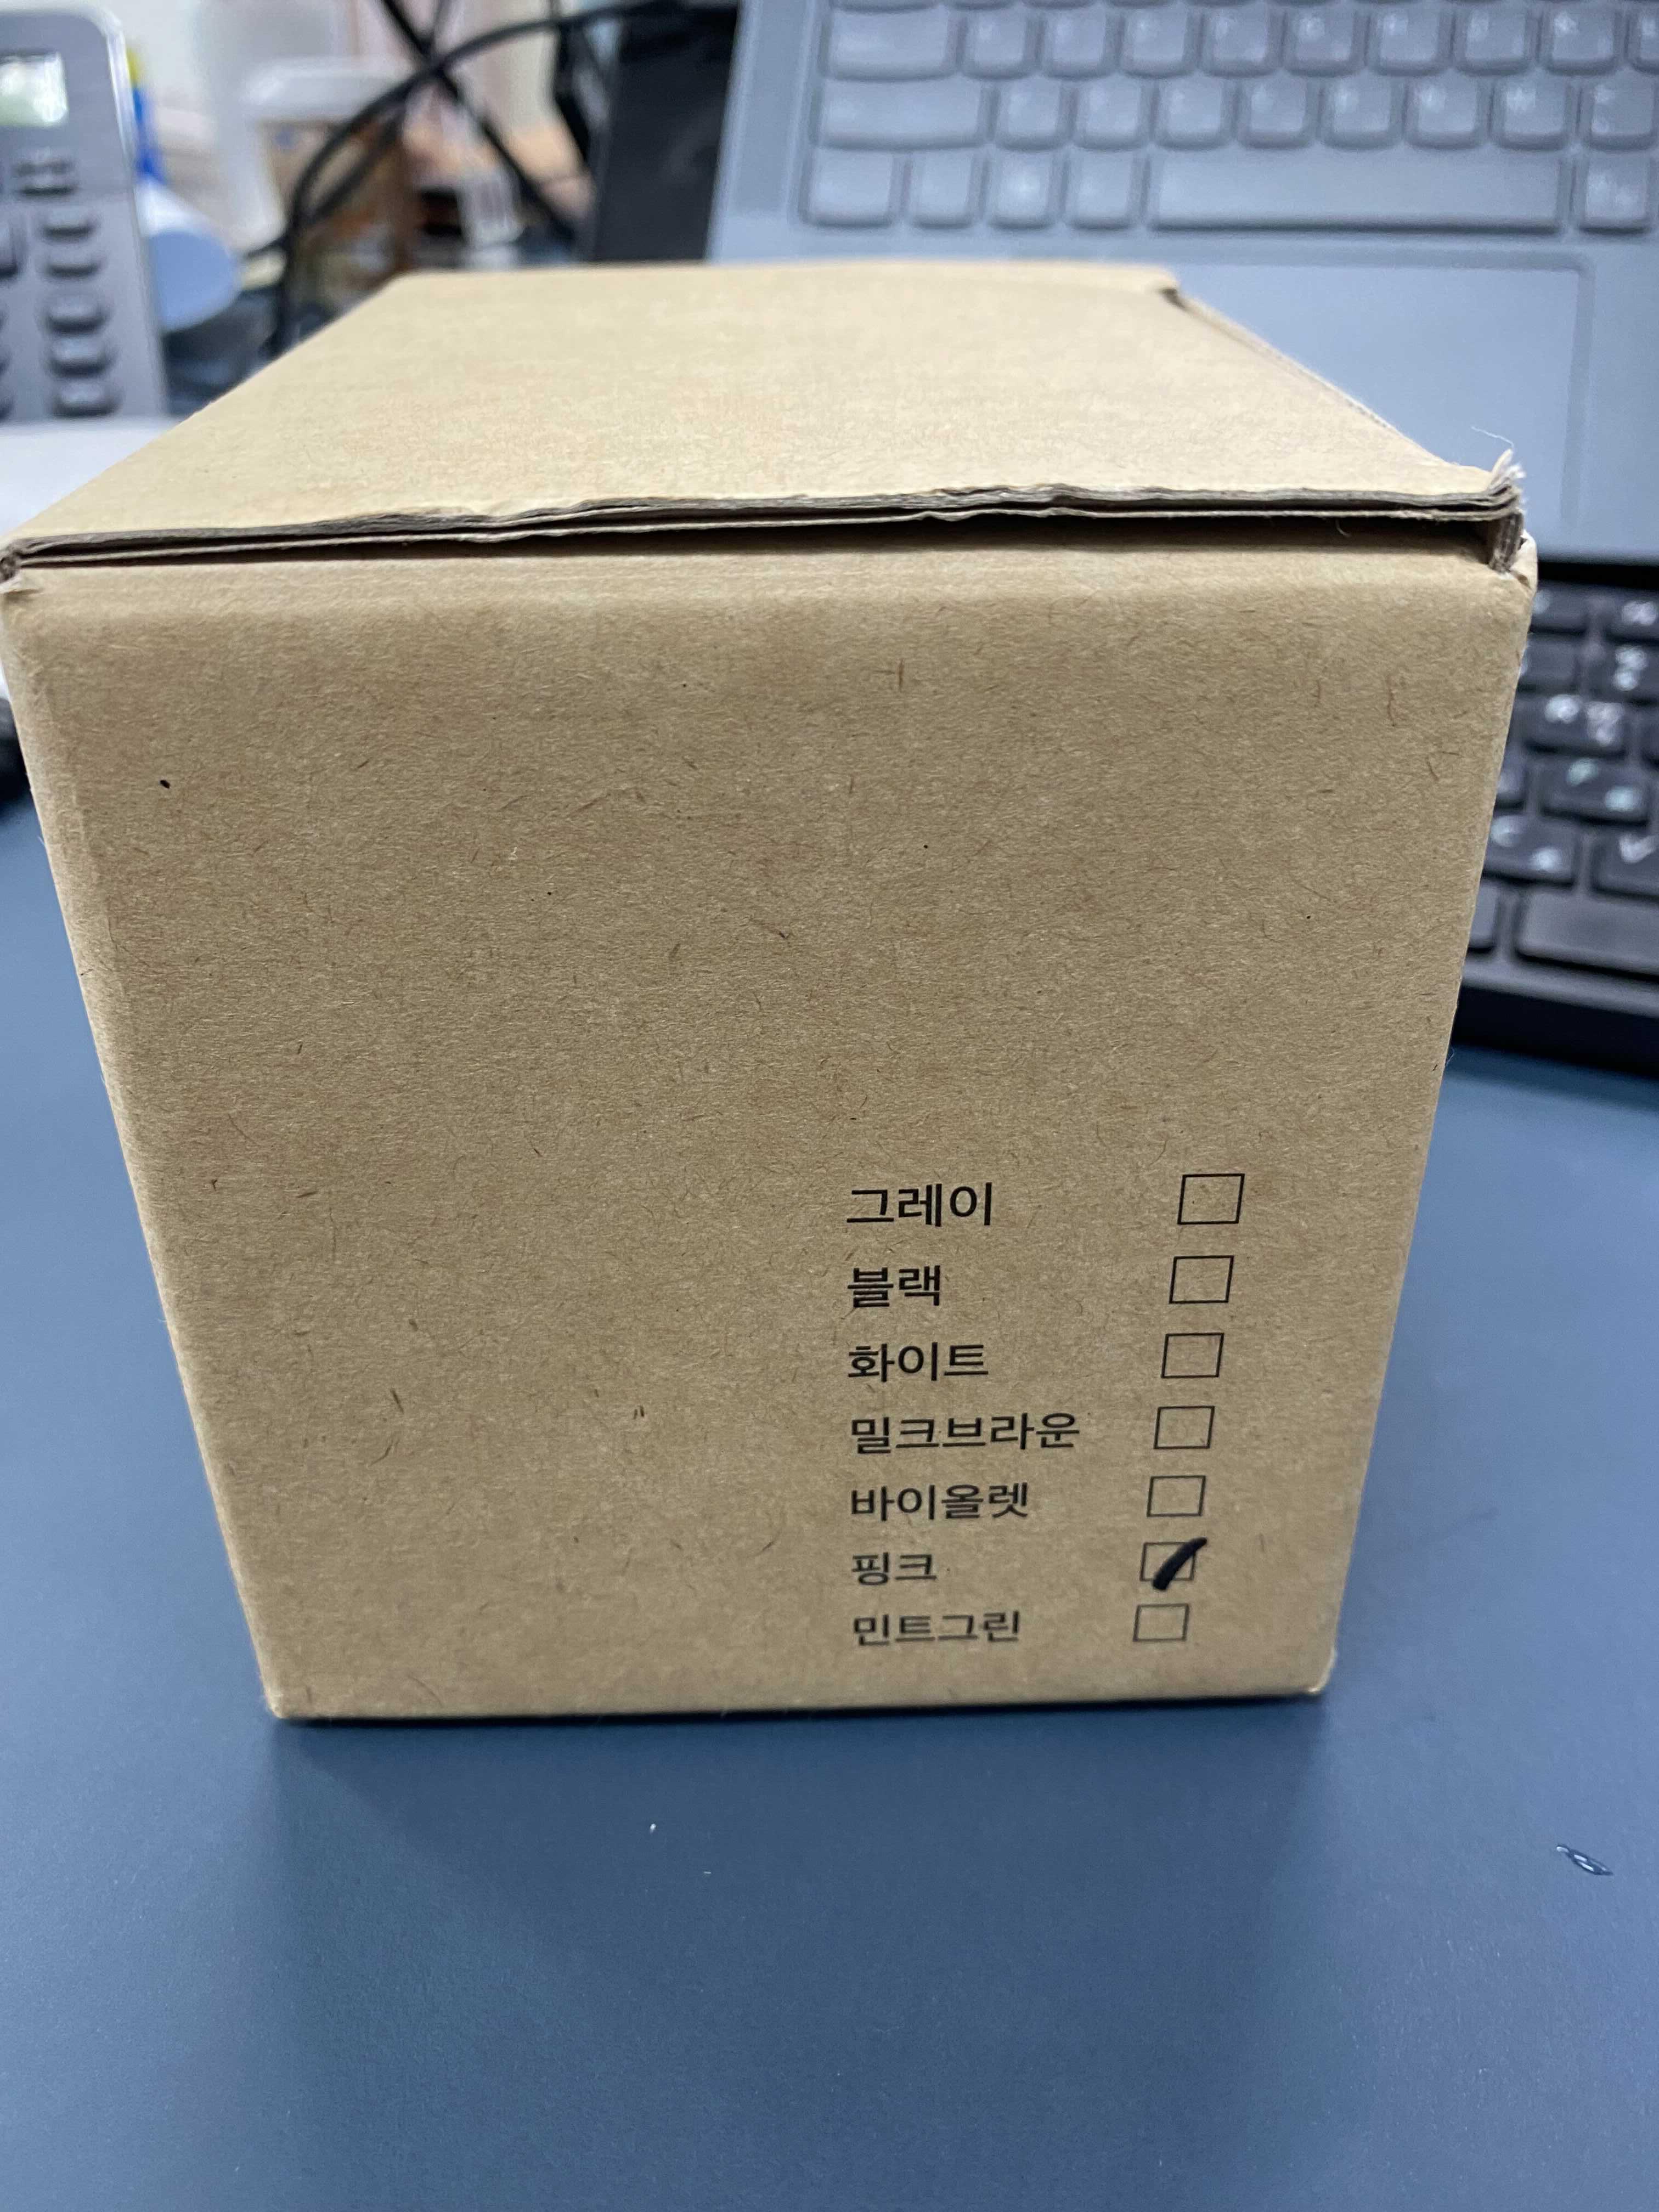 그레이
블랙
화이트
밀크브라운
바이올렛
핑크
민트그린